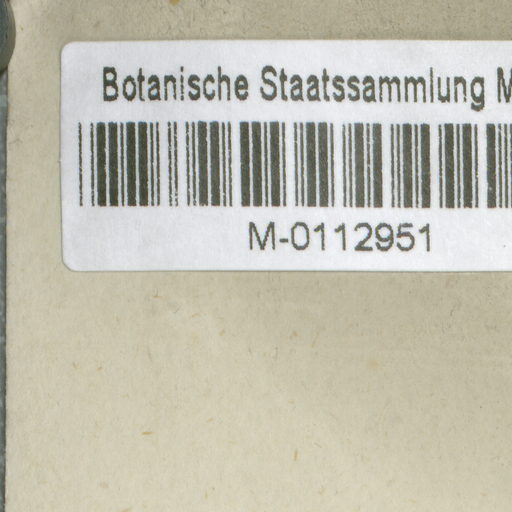 Botanische Staatssammlung M
M-0112951